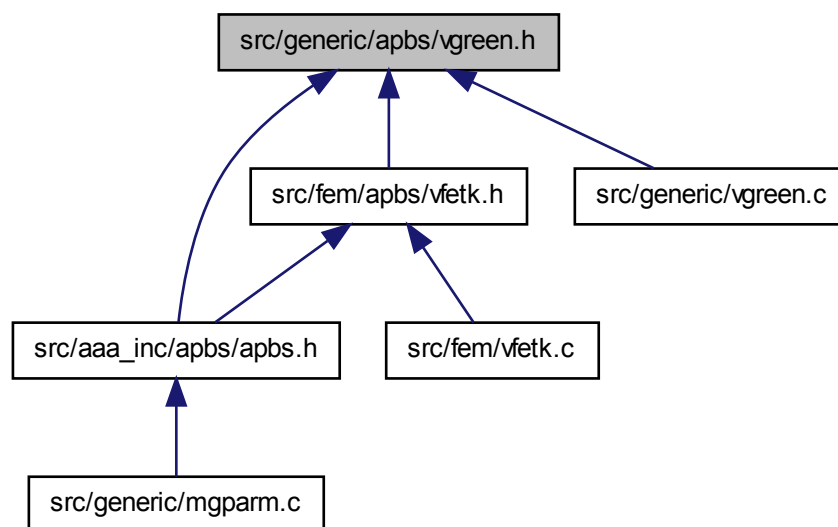 src/generic/apbs/vgreen.h
src/fem/apbs/vfetk.h
src/generic/vgreen.c
src/aaa_inc/apbs/apbs.h
src/fem/vfetk.c
src/generic/mgparm.c